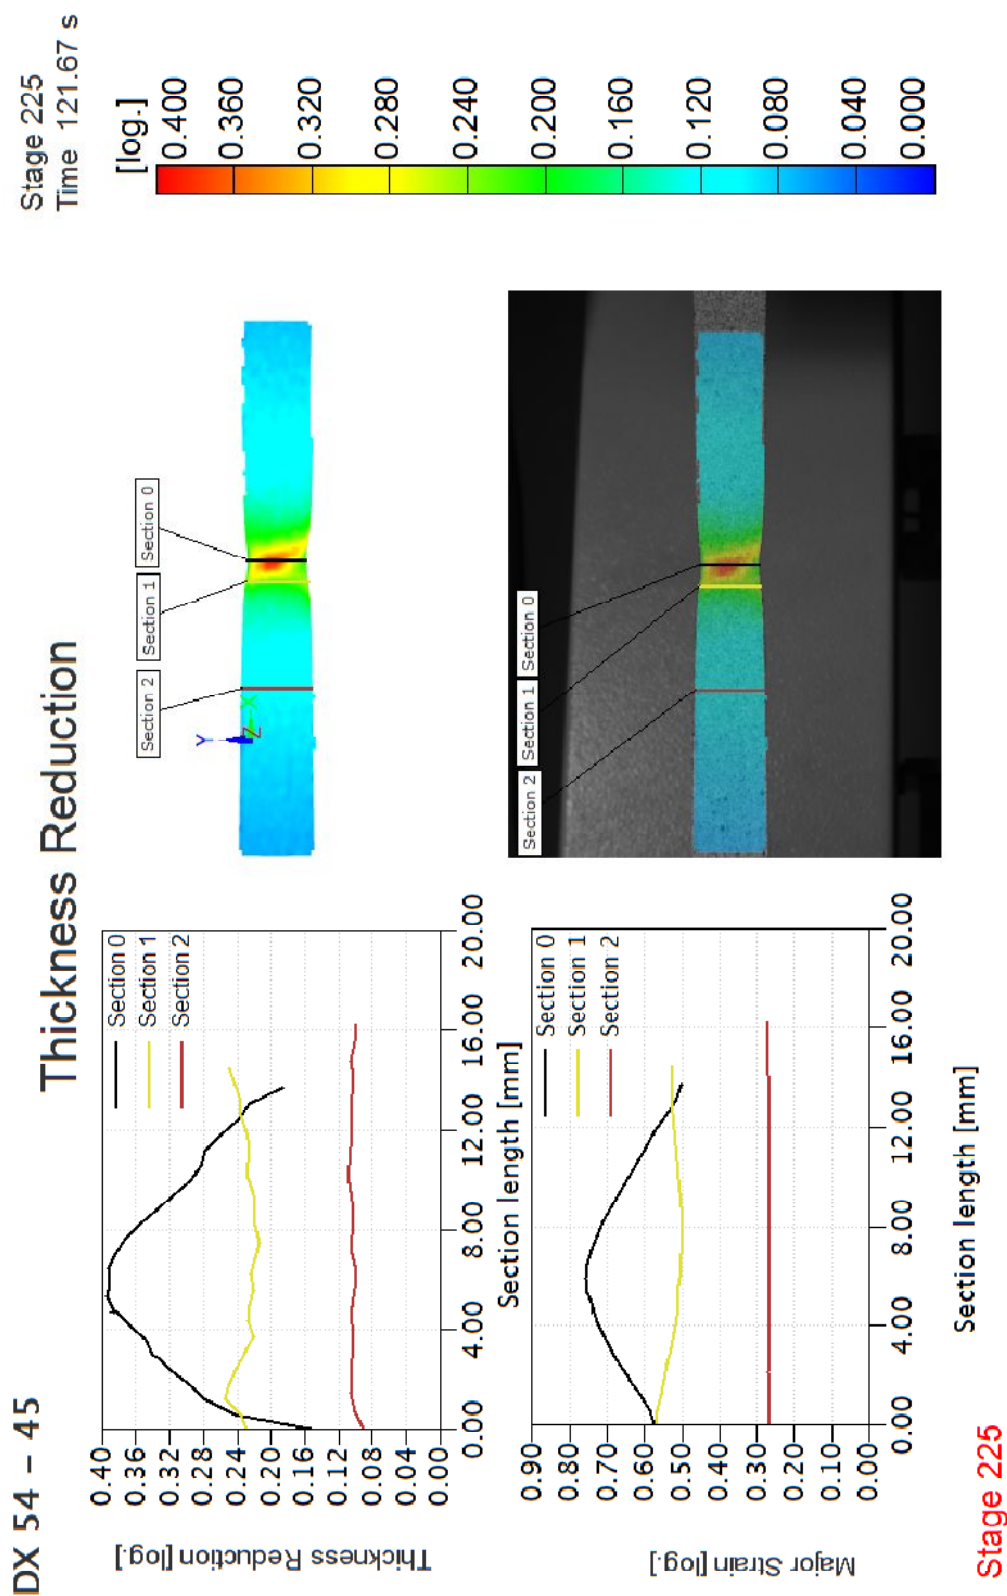 DX 54 – 45
Thickness Reduction
Stage 225
Time 121.67 s
Thickness Reduction [log.]
0.40
0.36
0.32
0.28
0.24
0.20
0.12
0.08
0.04
0.00
0.00
4.00
8.00
12.00
16.00
20.00
Section length [mm]
Section 0
Section 1
Section 2
Section 2
Section 1
Section 0
Y
Z
X
[log.]
0.400
0.360
0.320
0.280
0.240
0.200
0.160
0.120
0.080
0.040
0.000
Major Strain [log.]
0.90
0.80
0.70
0.60
0.50
0.40
0.30
0.20
0.00
0.00
4.00
8.00
12.00
16.00
20.00
Section length [mm]
Section 0
Section 1
Section 2
Section 2
Section 1
Section 0
Stage 225